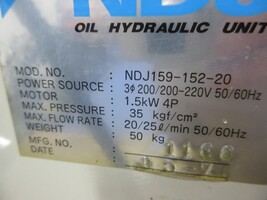 NDJ
OIL HYDRAULIC UNIT
MOD. NO. : NDJ159-152-20
POWER SOURCE : 3ϕ 200/200-220V 50/60Hz
MOTOR : 1.5kW 4P
MAX. PRESSURE : 35 kgf/cm²
MAX. FLOW RATE : 20/25ℓ/min 50/60Hz
WEIGHT : 50 kg
MFG. NO. :
DATE :